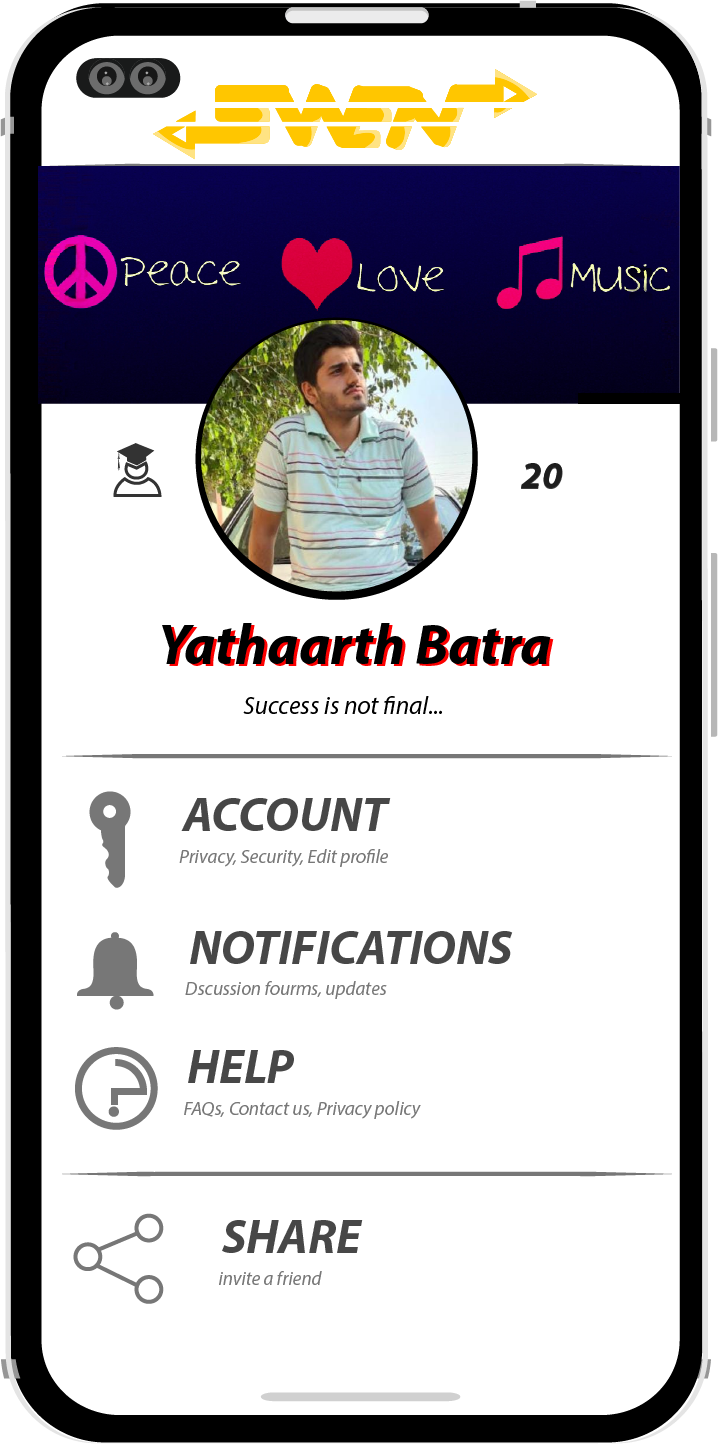 SWEN
Peace Love Music
20
Yathaarth Batra
Success is not final...
ACCOUNT
Privacy, Security, Edit profile
NOTIFICATIONS
Dscussion fourms, updates
HELP
FAQs, Contact us, Privacy policy
SHARE
invite a friend